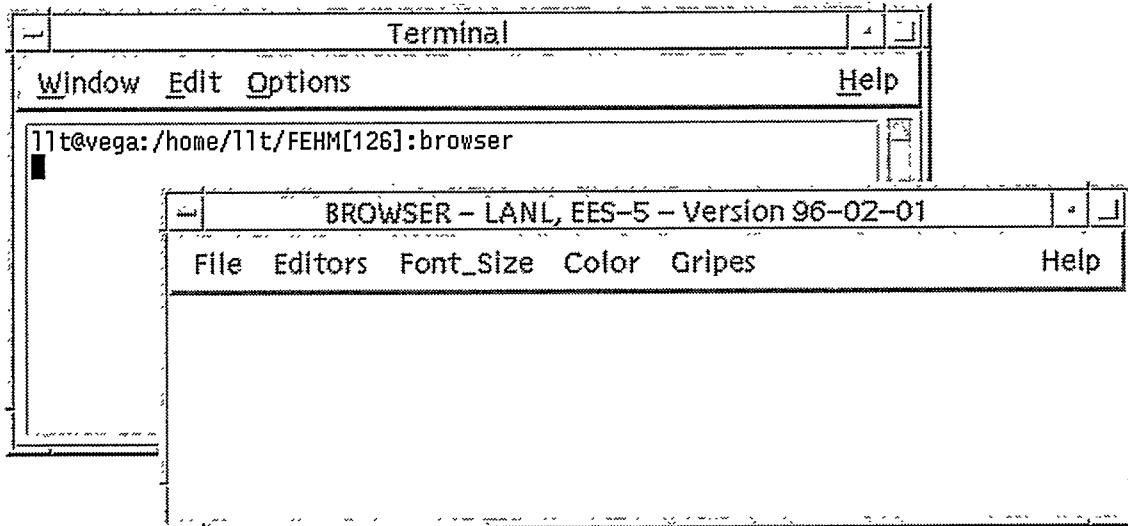 Terminal
Window Edit Options Help
llt@vega:/home/llt/FEHM[126]:browser
BROWSER – LANL, EES–5 – Version 96–02–01
File Editors Font_Size Color Gripes Help